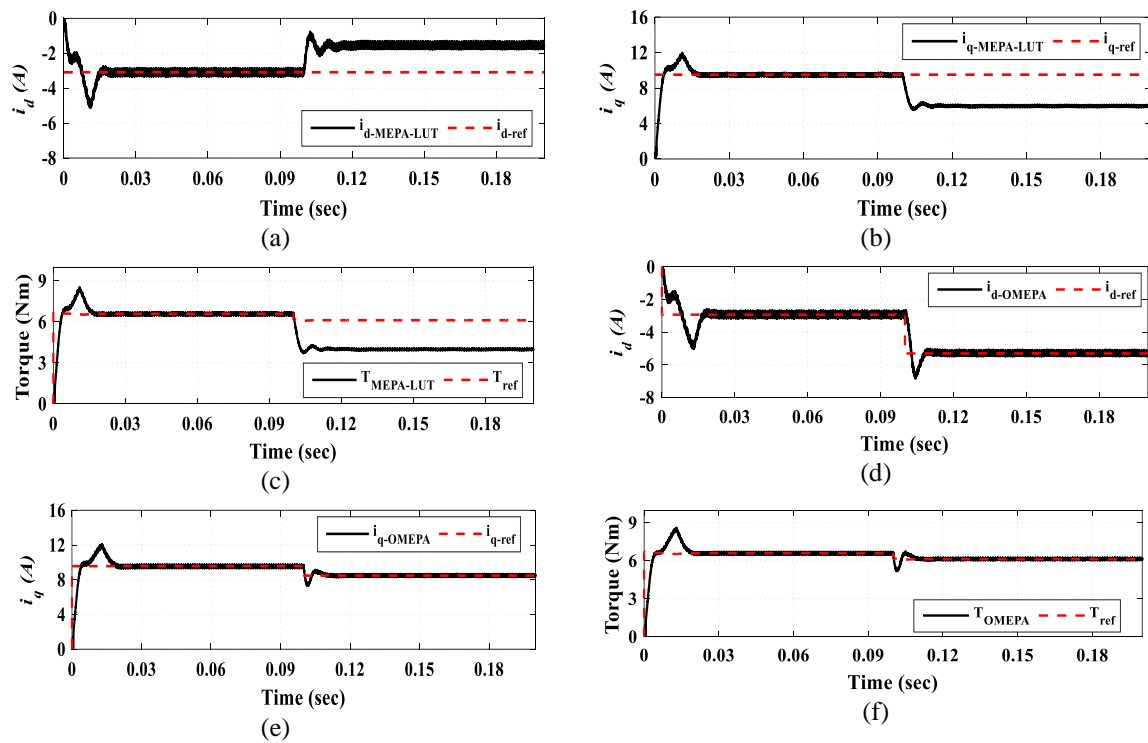 0
-2
-4
-6
-8
i_d (A)
i_d-MEPA-LUT i_d-ref
0 0.03 0.06 0.09 0.12 0.15 0.18
Time (sec)
(a)
16
12
8
4
0
i_q (A)
i_q-MEPA-LUT i_q-ref
0 0.03 0.06 0.09 0.12 0.15 0.18
Time (sec)
(b)
9
6
3
0
Torque (Nm)
T_MEPA-LUT T_ref
0 0.03 0.06 0.09 0.12 0.15 0.18
Time (sec)
(c)
0
-2
-4
-6
-8
i_d (A)
i_d-OMEPA i_d-ref
0 0.03 0.06 0.09 0.12 0.15 0.18
Time (sec)
(d)
16
12
8
4
0
i_q (A)
i_q-OMEPA i_q-ref
0 0.03 0.06 0.09 0.12 0.15 0.18
Time (sec)
(e)
9
6
3
0
Torque (Nm)
T_OMEPA T_ref
0 0.03 0.06 0.09 0.12 0.15 0.18
Time (sec)
(f)